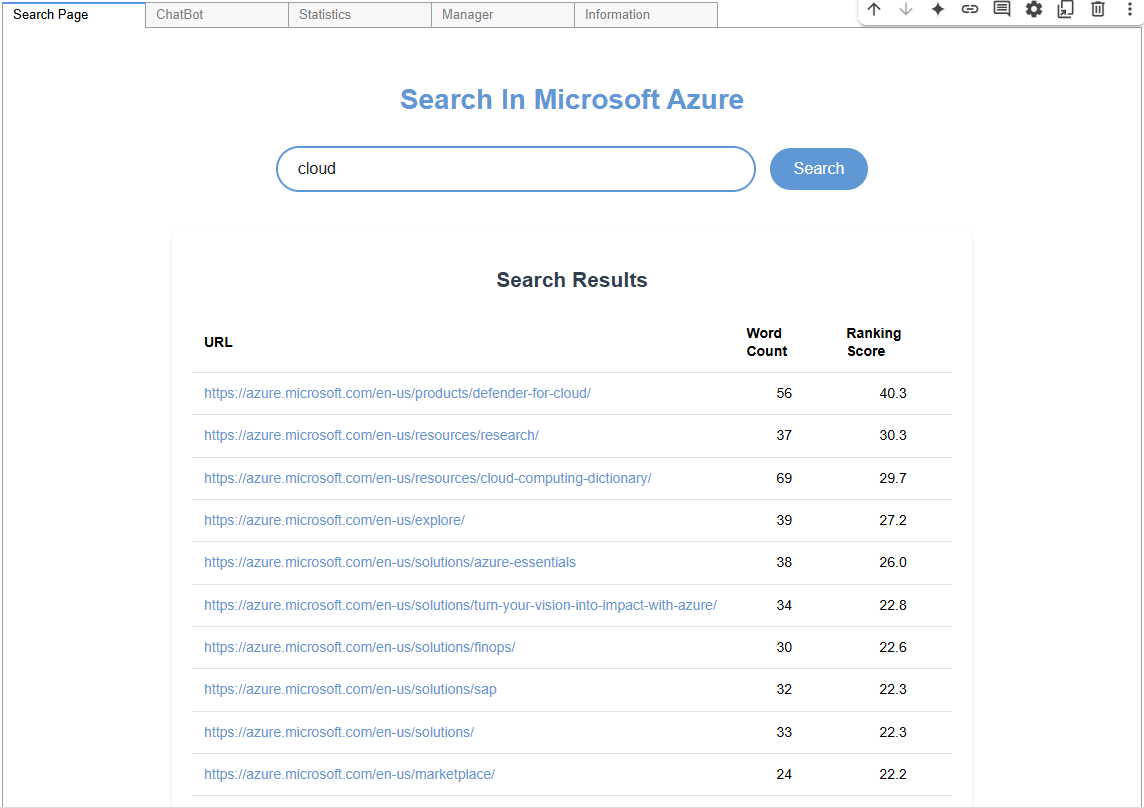 Search Page ChatBot Statistics Manager Information
Search In Microsoft Azure
cloud Search
Search Results
URL Word Count Ranking Score
https://azure.microsoft.com/en-us/products/defender-for-cloud/ 56 40.3
https://azure.microsoft.com/en-us/resources/research/ 37 30.3
https://azure.microsoft.com/en-us/resources/cloud-computing-dictionary/ 69 29.7
https://azure.microsoft.com/en-us/explore/ 39 27.2
https://azure.microsoft.com/en-us/solutions/azure-essentials 38 26.0
https://azure.microsoft.com/en-us/solutions/turn-your-vision-into-impact-with-azure/ 34 22.8
https://azure.microsoft.com/en-us/solutions/finops/ 30 22.6
https://azure.microsoft.com/en-us/solutions/sap 32 22.3
https://azure.microsoft.com/en-us/solutions/ 33 22.3
https://azure.microsoft.com/en-us/marketplace/ 24 22.2